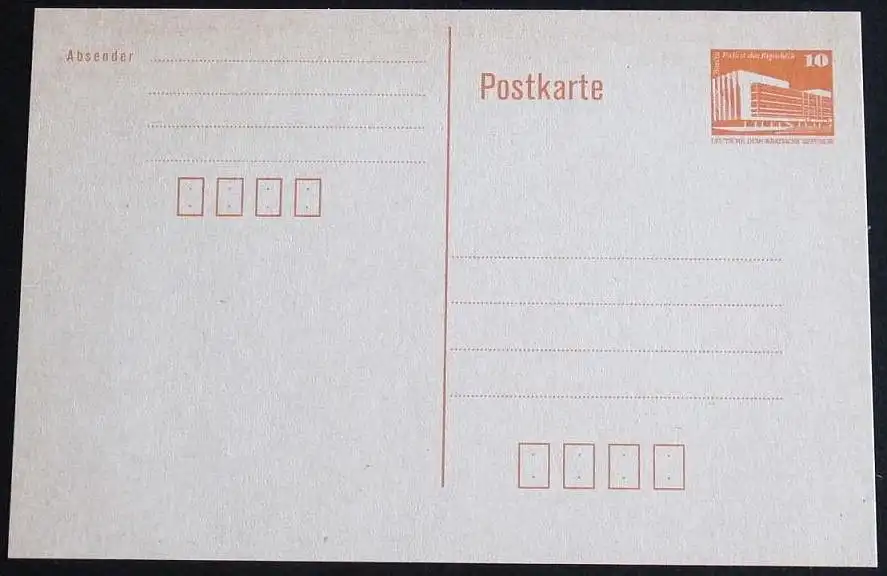 Absender
Postkarte
Berlin
Palast der Republik 10
DEUTSCHE DEMOKRATISCHE REPUBLIK